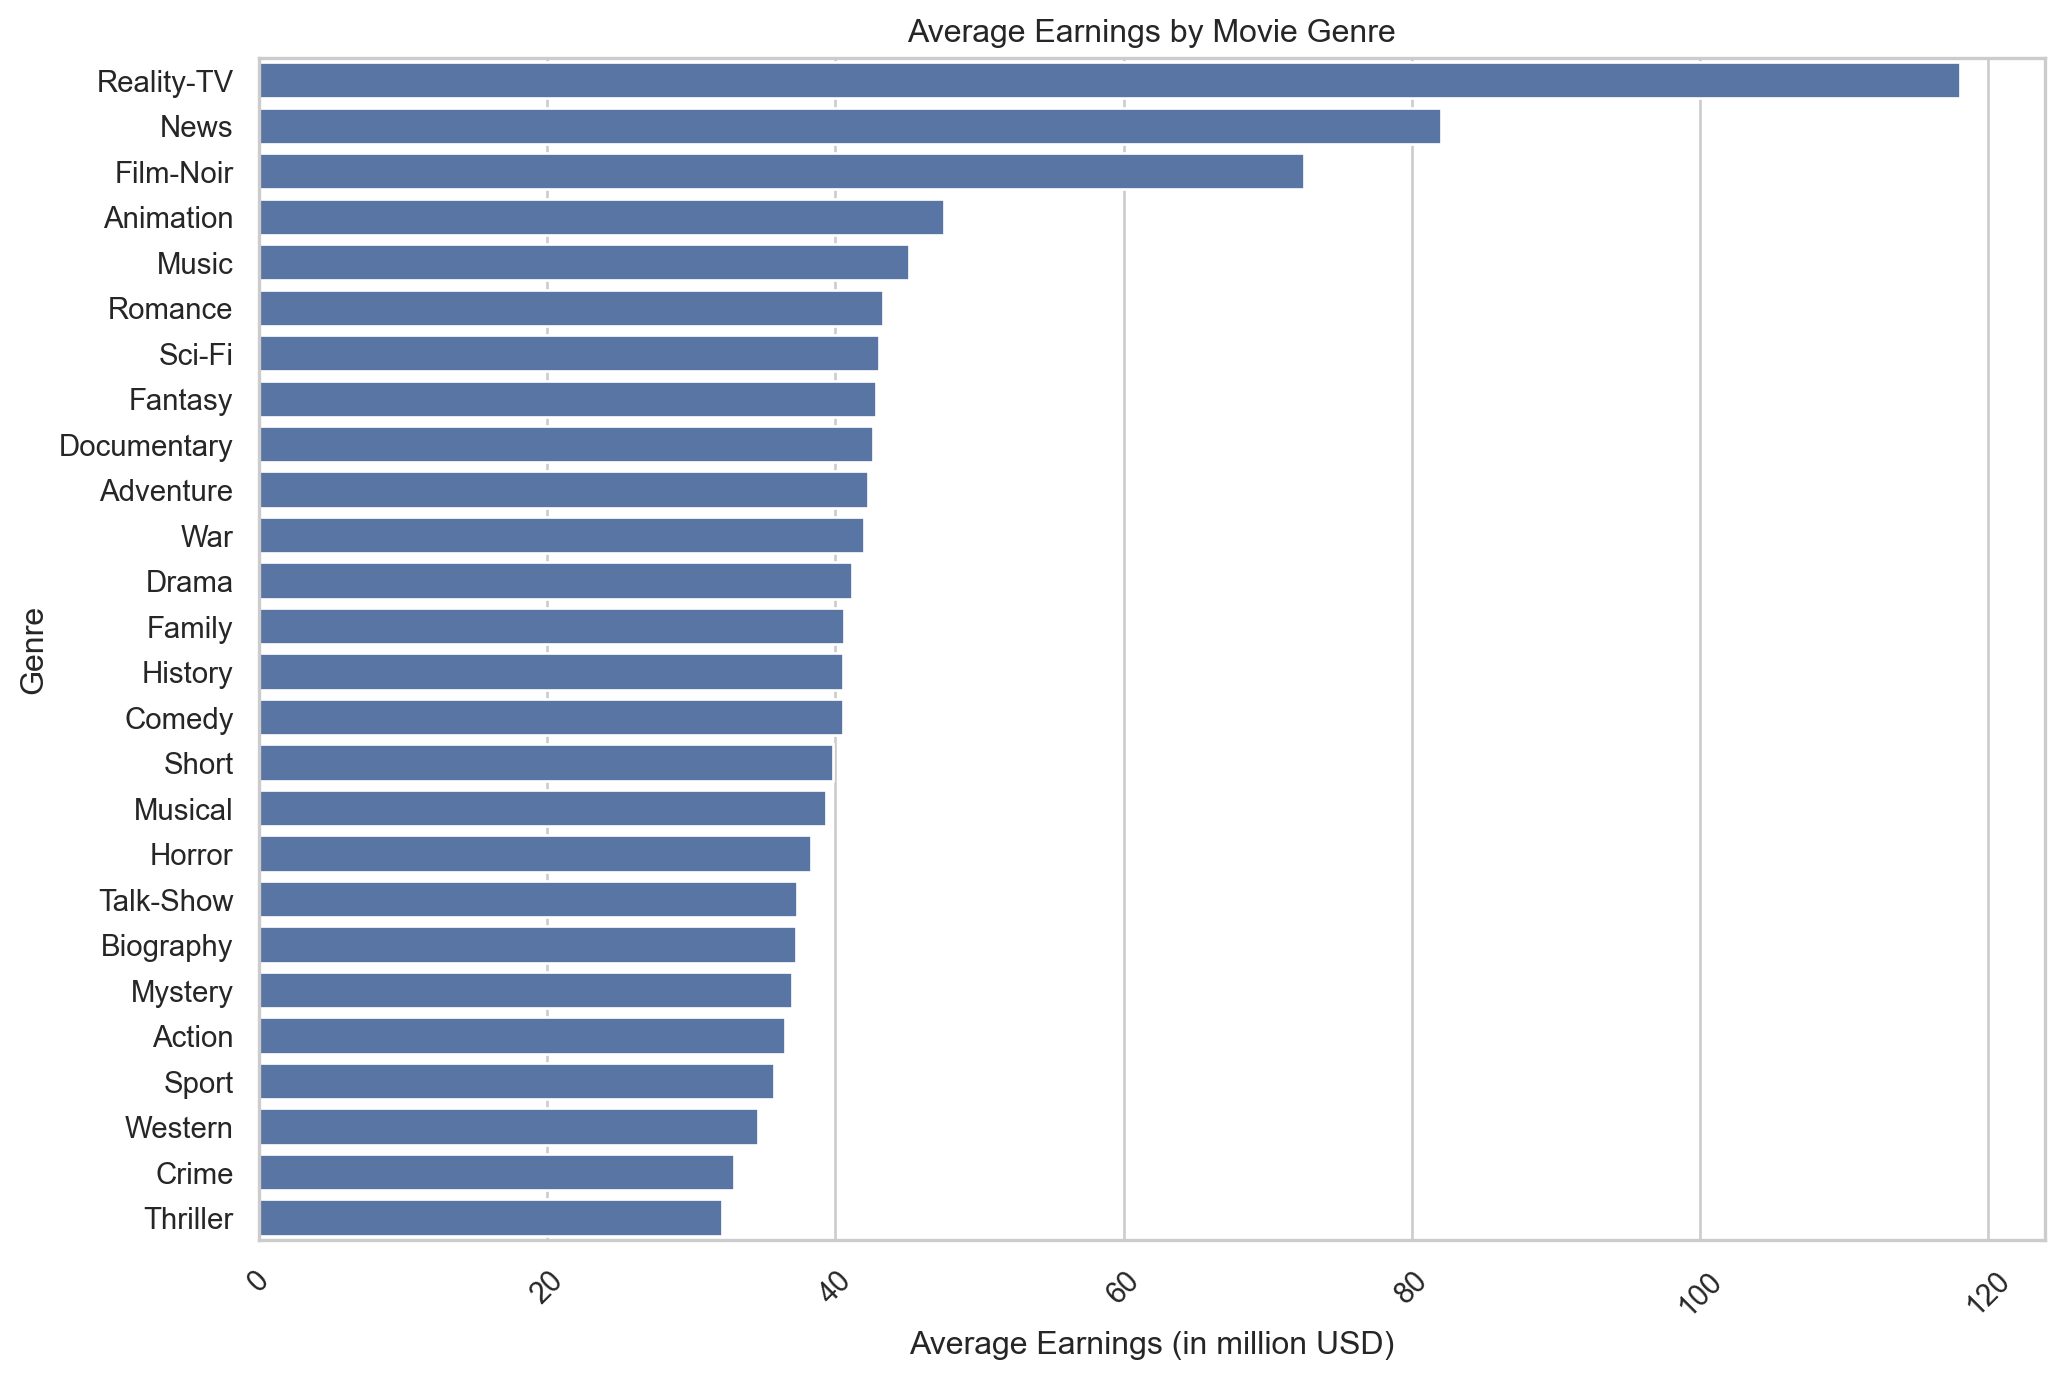 Average Earnings by Movie Genre
Reality-TV
News
Film-Noir
Animation
Music
Romance
Sci-Fi
Fantasy
Documentary
Adventure
War
Drama
Family
History
Comedy
Short
Musical
Horror
Talk-Show
Biography
Mystery
Action
Sport
Western
Crime
Thriller
Genre
0 20 40 60 80 100 120
Average Earnings (in million USD)